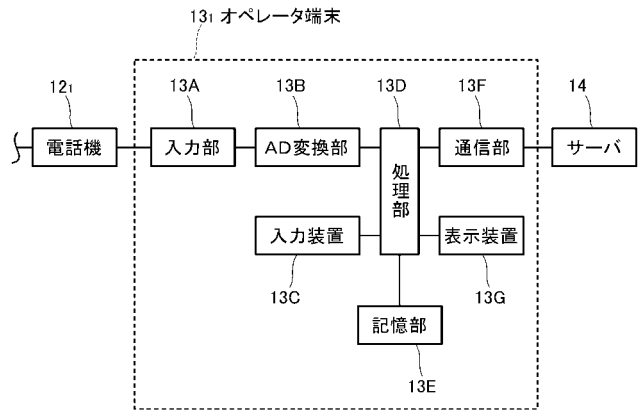 13₁ オペレータ端末
12₁
13A
13B
13D
13F
14
電話機
入力部
AD変換部
処理部
通信部
サーバ
入力装置
表示装置
13C
13G
記憶部
13E